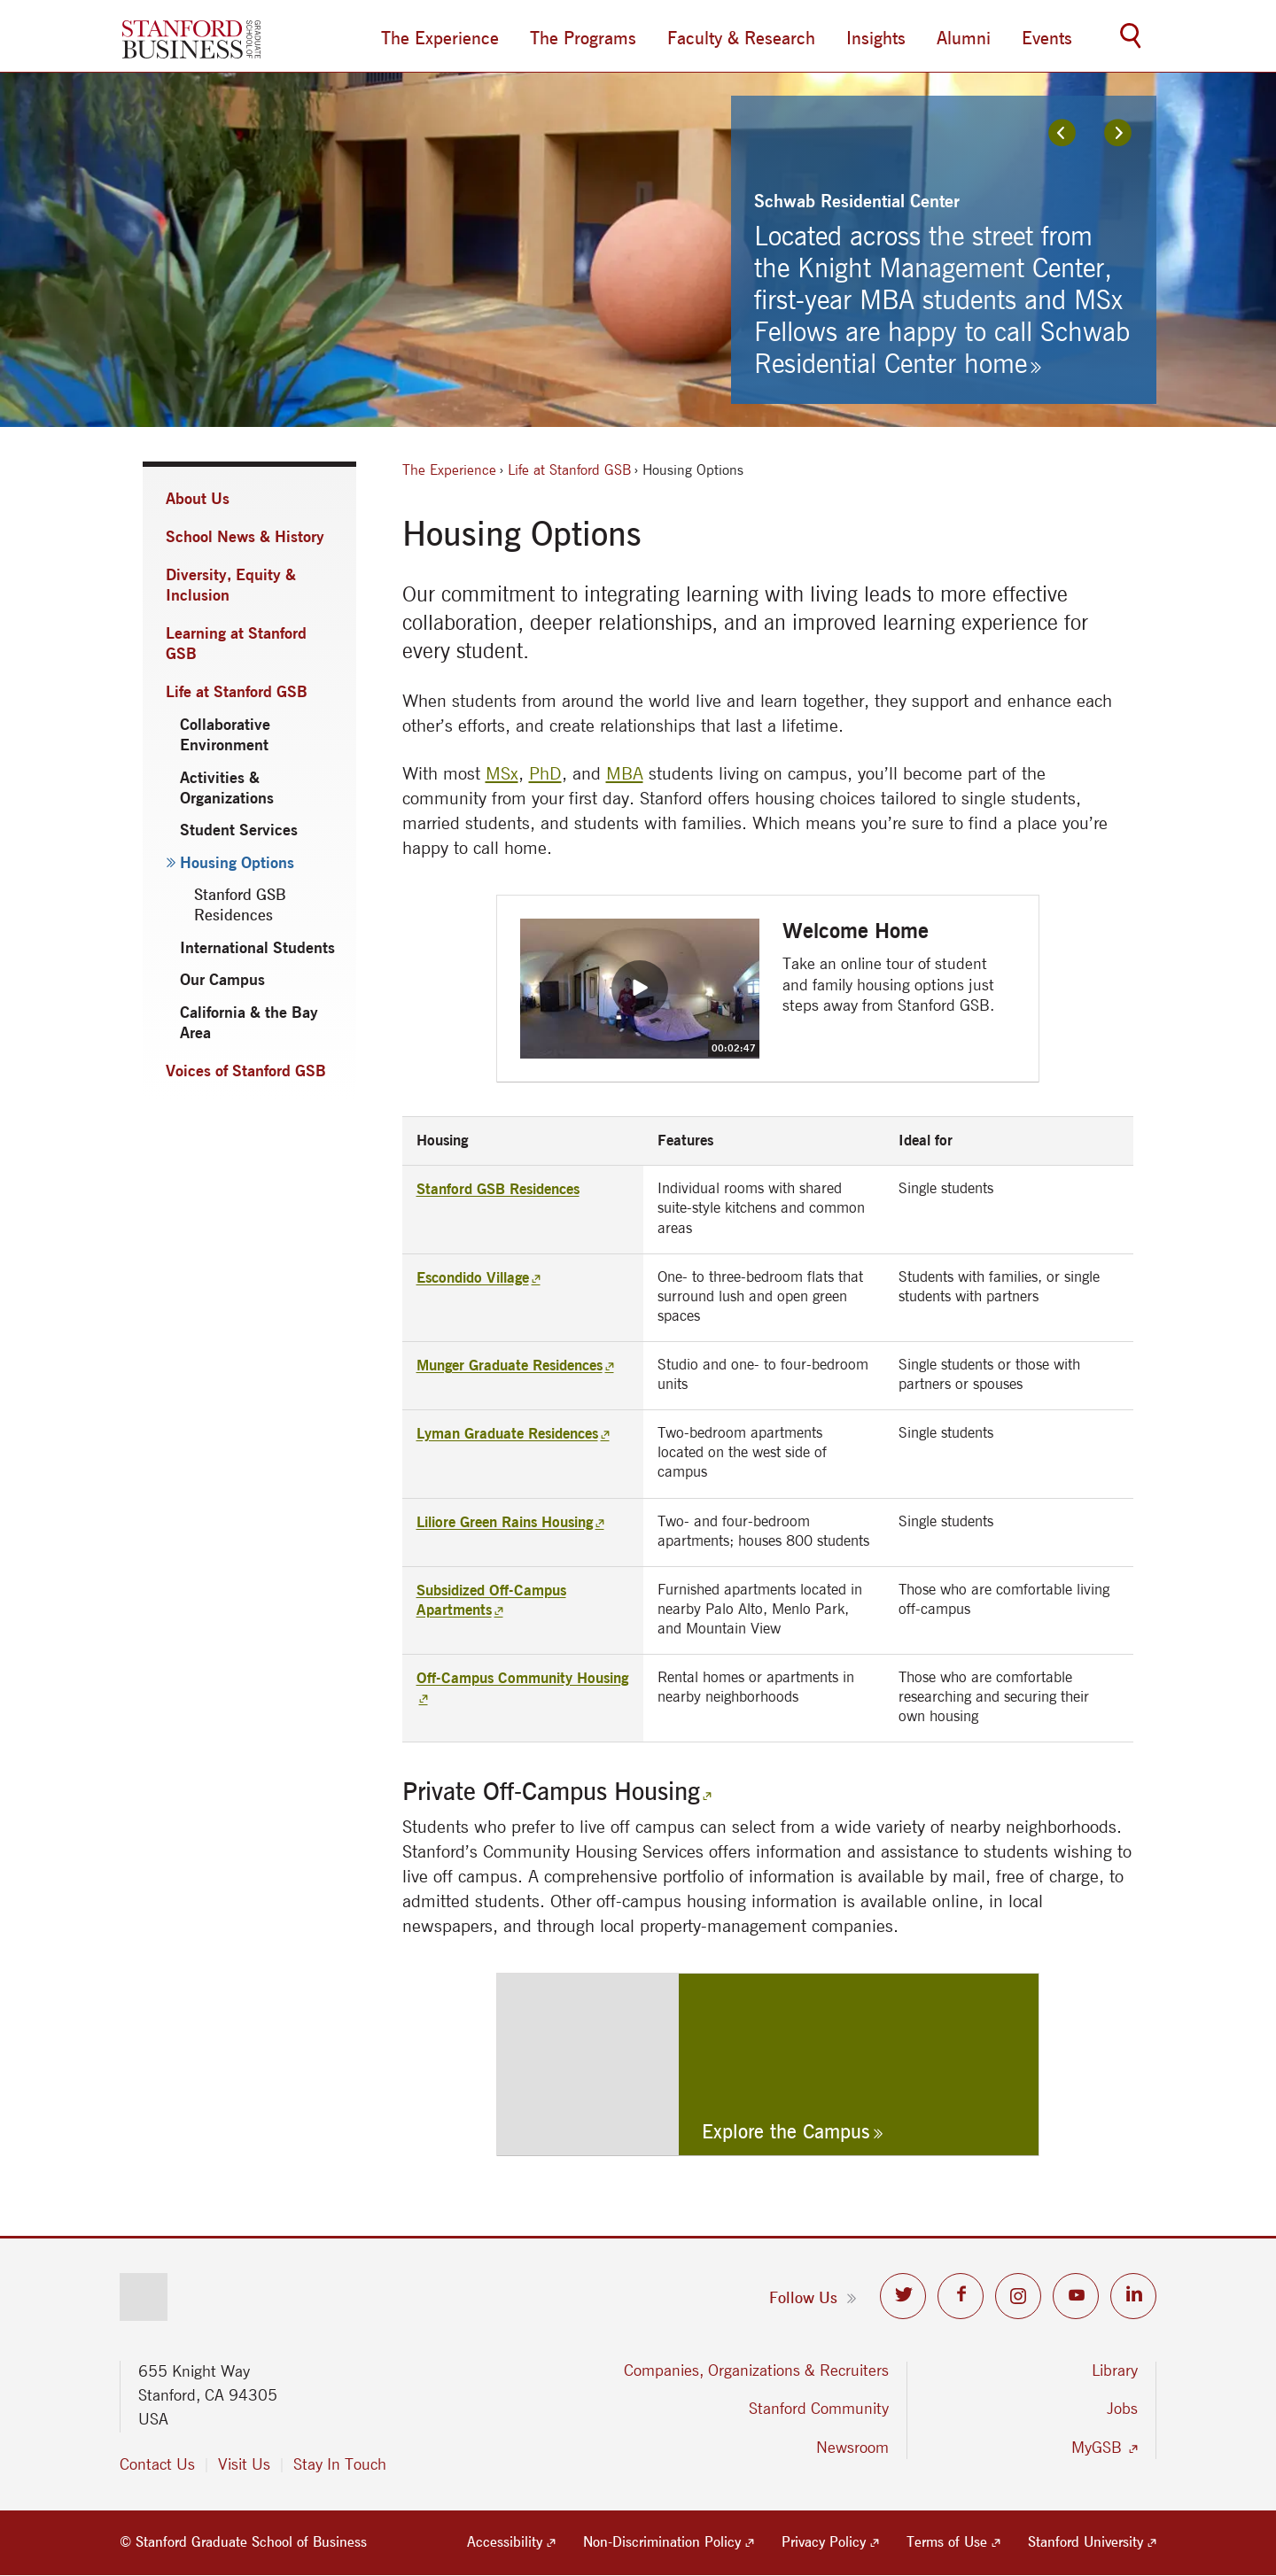 STANFORD
BUSINESS
GRADUATE
SCHOOL OF
The Experience
The Programs
Faculty & Research
Insights
Alumni
Events
Schwab Residential Center
Located across the street from
the Knight Management Center,
first-year MBA students and MSx
Fellows are happy to call Schwab
Residential Center home »
About Us
School News & History
Diversity, Equity &
Inclusion
Learning at Stanford
GSB
Life at Stanford GSB
Collaborative
Environment
Activities &
Organizations
Student Services
» Housing Options
Stanford GSB
Residences
International Students
Our Campus
California & the Bay
Area
Voices of Stanford GSB
The Experience › Life at Stanford GSB › Housing Options
Housing Options
Our commitment to integrating learning with living leads to more effective
collaboration, deeper relationships, and an improved learning experience for
every student.
When students from around the world live and learn together, they support and enhance each
other’s efforts, and create relationships that last a lifetime.
With most MSx, PhD, and MBA students living on campus, you’ll become part of the
community from your first day. Stanford offers housing choices tailored to single students,
married students, and students with families. Which means you’re sure to find a place you’re
happy to call home.
00:02:47
Welcome Home
Take an online tour of student
and family housing options just
steps away from Stanford GSB.
Housing
Features
Ideal for
Stanford GSB Residences
Individual rooms with shared
suite-style kitchens and common
areas
Single students
Escondido Village
One- to three-bedroom flats that
surround lush and open green
spaces
Students with families, or single
students with partners
Munger Graduate Residences
Studio and one- to four-bedroom
units
Single students or those with
partners or spouses
Lyman Graduate Residences
Two-bedroom apartments
located on the west side of
campus
Single students
Liliore Green Rains Housing
Two- and four-bedroom
apartments; houses 800 students
Single students
Subsidized Off-Campus
Apartments
Furnished apartments located in
nearby Palo Alto, Menlo Park,
and Mountain View
Those who are comfortable living
off-campus
Off-Campus Community Housing
Rental homes or apartments in
nearby neighborhoods
Those who are comfortable
researching and securing their
own housing
Private Off-Campus Housing
Students who prefer to live off campus can select from a wide variety of nearby neighborhoods.
Stanford’s Community Housing Services offers information and assistance to students wishing to
live off campus. A comprehensive portfolio of information is available by mail, free of charge, to
admitted students. Other off-campus housing information is available online, in local
newspapers, and through local property-management companies.
Explore the Campus »
Follow Us »
655 Knight Way
Stanford, CA 94305
USA
Contact Us | Visit Us | Stay In Touch
Companies, Organizations & Recruiters
Stanford Community
Newsroom
Library
Jobs
MyGSB
© Stanford Graduate School of Business
Accessibility
Non-Discrimination Policy
Privacy Policy
Terms of Use
Stanford University